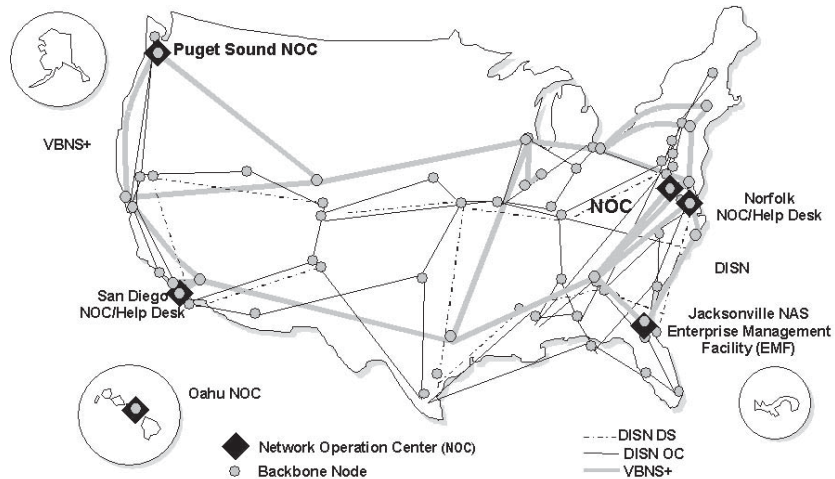 Puget Sound NOC
VBNS+
NOC
Norfolk
NOC/Help Desk
DISN
San Diego
NOC/Help Desk
Jacksonville NAS
Enterprise Management
Facility (EMF)
Oahu NOC
Network Operation Center (NOC)
Backbone Node
DISN DS
DISN OC
VBNS+